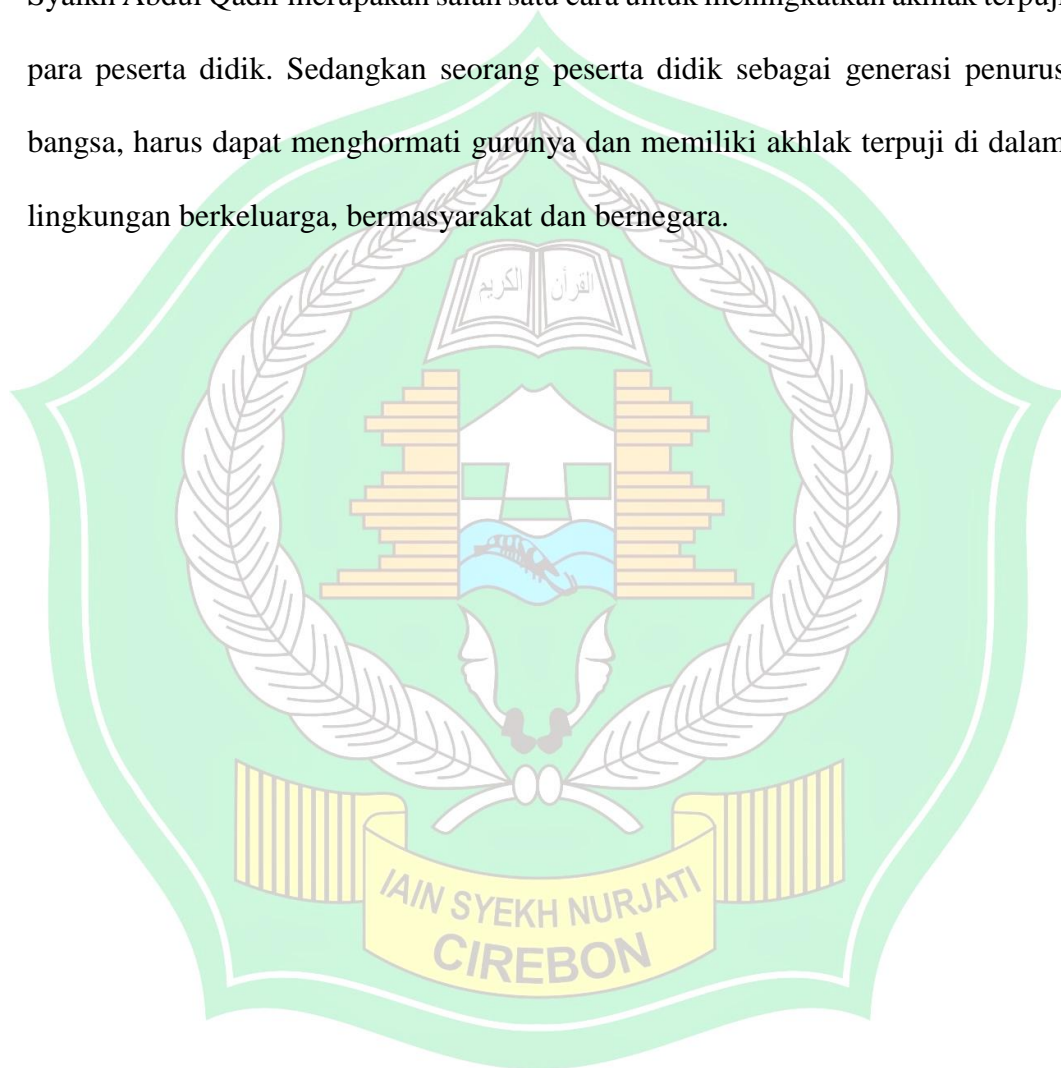 Syaikh Abdul Qadir merupakan salah satu cara untuk meningkatkan akhlak terpuji
para peserta didik. Sedangkan seorang peserta didik sebagai generasi penurus
bangsa, harus dapat menghormati gurunya dan memiliki akhlak terpuji di dalam
lingkungan berkeluarga, bermasyarakat dan bernegara.
القرآن الكريم
IAIN SYEKH NURJATI
CIREBON